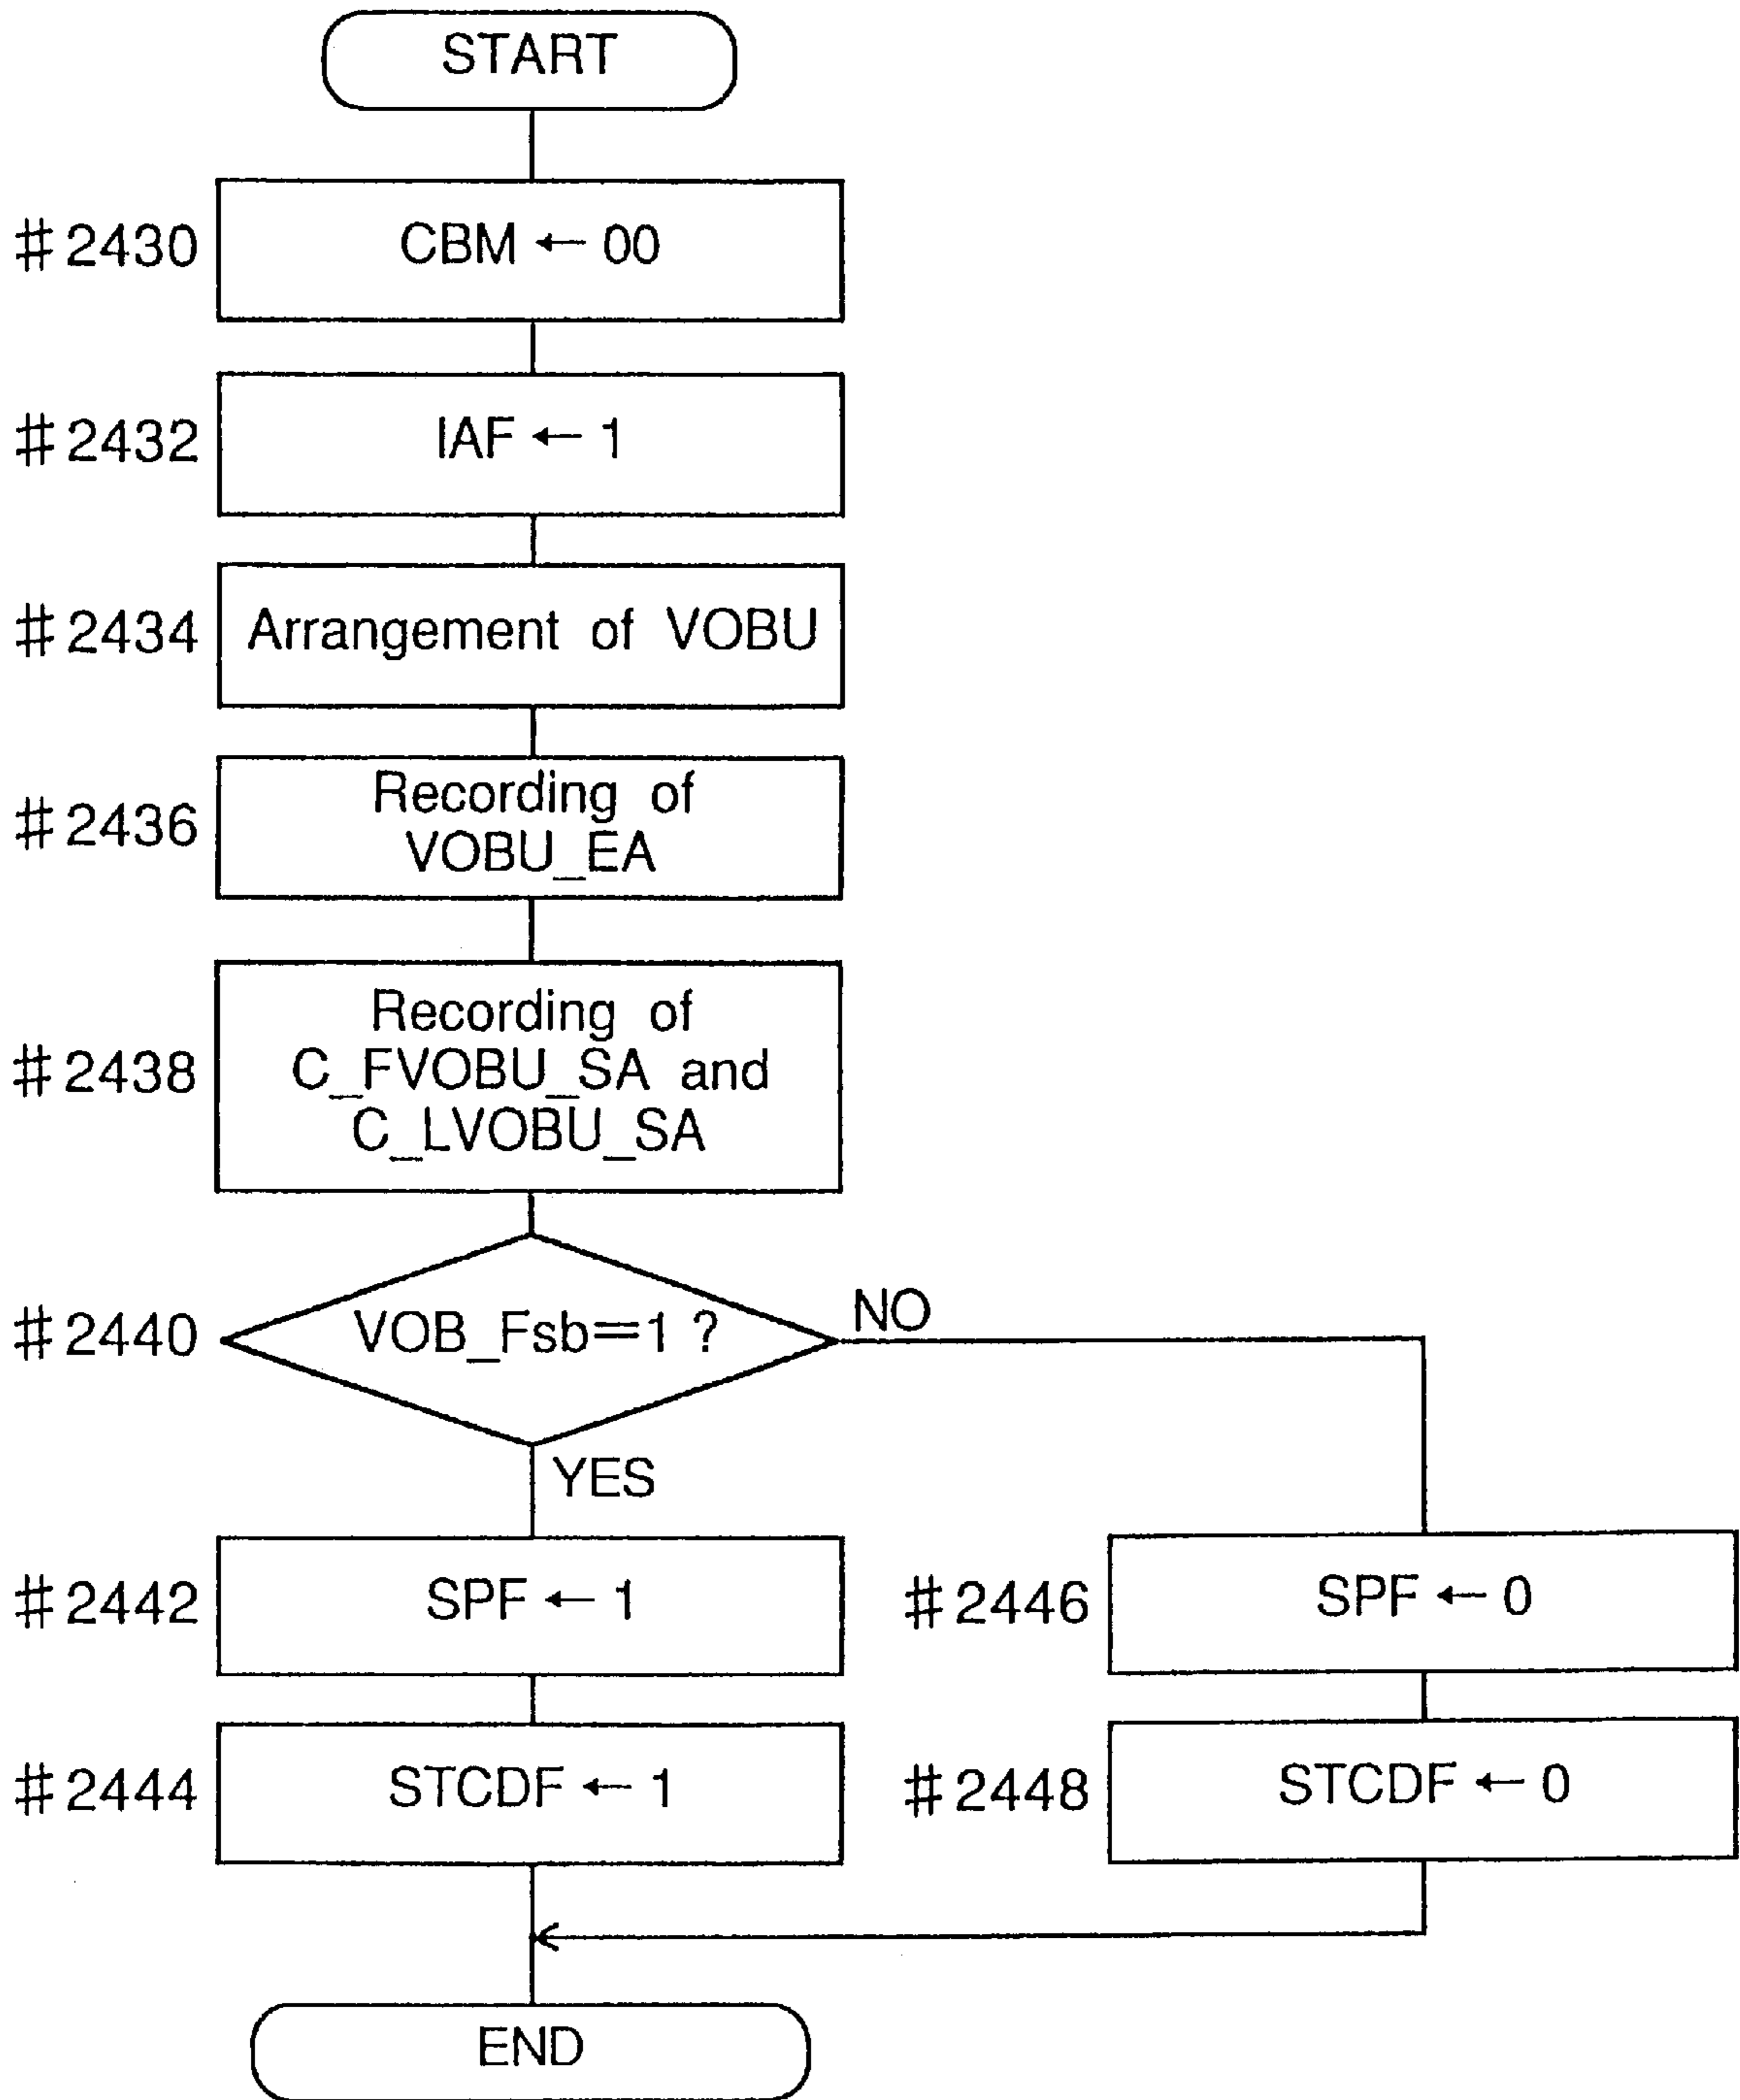 START
#2430
CBM ← 00
#2432
IAF ← 1
#2434
Arrangement of VOBU
#2436
Recording of
VOBU_EA
#2438
Recording of
C_FVOBU_SA and
C_LVOBU_SA
#2440
VOB_Fsb=1 ?
NO
YES
#2442
SPF ← 1
#2446
SPF ← 0
#2444
STCDF ← 1
#2448
STCDF ← 0
END